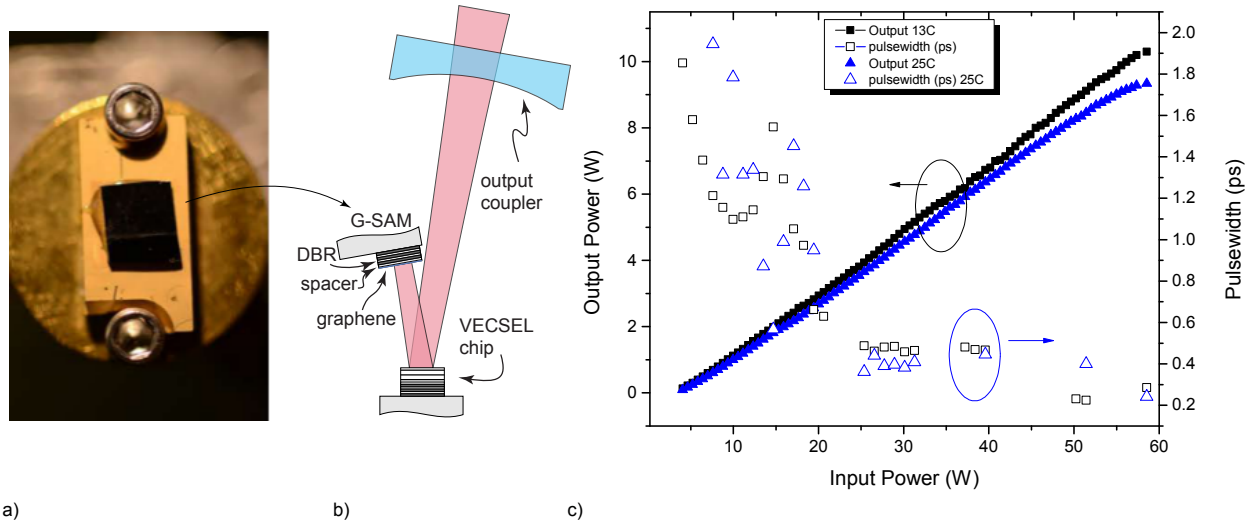 output
coupler
G-SAM
DBR
spacer
graphene
VECSEL
chip
Output 13C
pulsewidth (ps)
Output 25C
pulsewidth (ps) 25C
Output Power (W)
10
8
6
4
2
0
10 20 30 40 50 60
Input Power (W)
2.0
1.8
1.6
1.4
1.2
1.0
0.8
0.6
0.4
0.2
Pulsewidth (ps)
a) b) c)